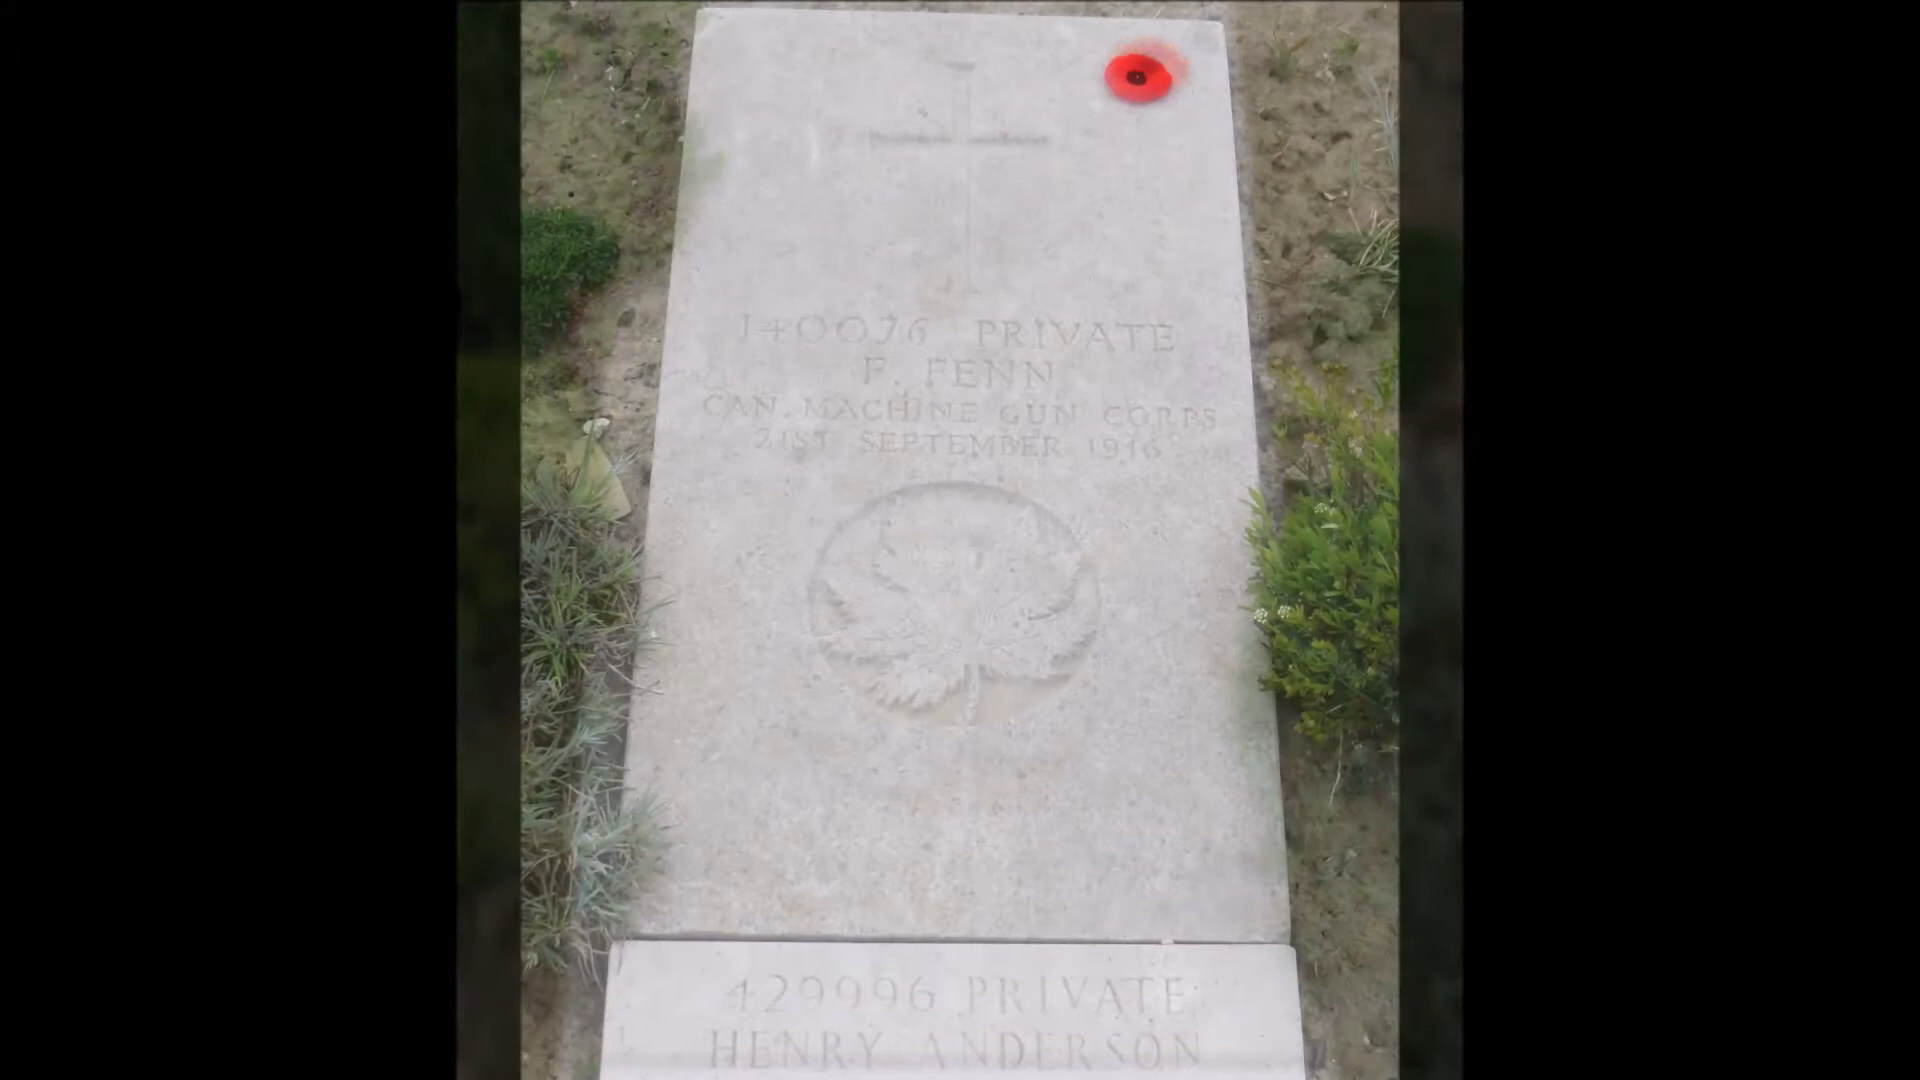 140076 PRIVATE
F. FENN
CAN. MACHINE GUN CORPS
21ST SEPTEMBER 1916
429996 PRIVATE
HENRY ANDERSON